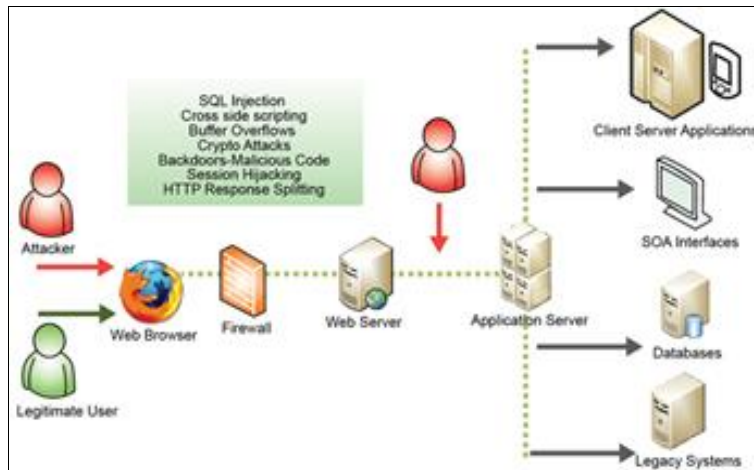 SQL Injection
Cross side scripting
Buffer Overflows
Crypto Attacks
Backdoors-Malicious Code
Session Hijacking
HTTP Response Splitting
Attacker
Legitimate User
Web Browser
Firewall
Web Server
Application Server
Client Server Applications
SOA Interfaces
Databases
Legacy Systems